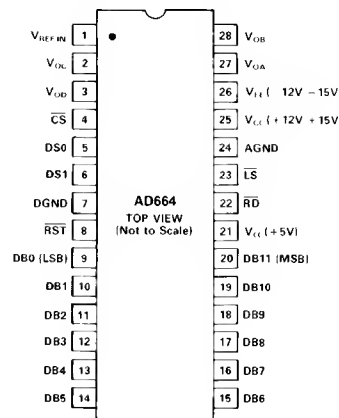 VREF IN 1
VOC 2
VOD 3
CS 4
DS0 5
DS1 6
DGND 7
RST 8
DB0 (LSB) 9
DB1 10
DB2 11
DB3 12
DB4 13
DB5 14
AD664
TOP VIEW
(Not to Scale)
28 VOB
27 VOA
26 VEE ( 12V – 15V
25 VCC ( + 12V + 15V
24 AGND
23 LS
22 RD
21 VCC (+5V)
20 DB11 (MSB)
19 DB10
18 DB9
17 DB8
16 DB7
15 DB6